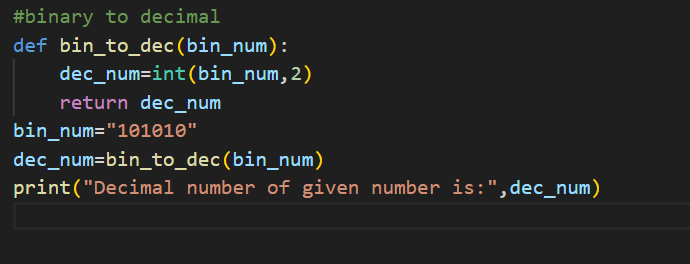 #binary to decimal
def bin_to_dec(bin_num):
    dec_num=int(bin_num,2)
    return dec_num
bin_num="101010"
dec_num=bin_to_dec(bin_num)
print("Decimal number of given number is:",dec_num)